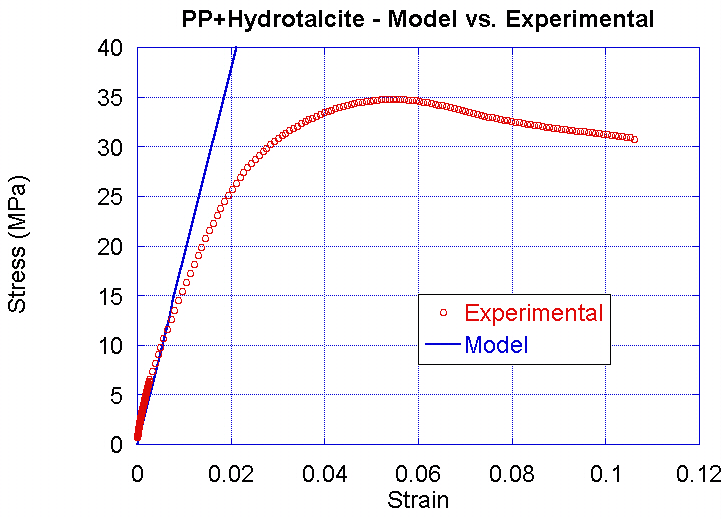 PP+Hydrotalcite - Model vs. Experimental
40
35
30
25
20
15
10
5
0
Stress (MPa)
Experimental
Model
0 0.02 0.04 0.06 0.08 0.1 0.12
Strain